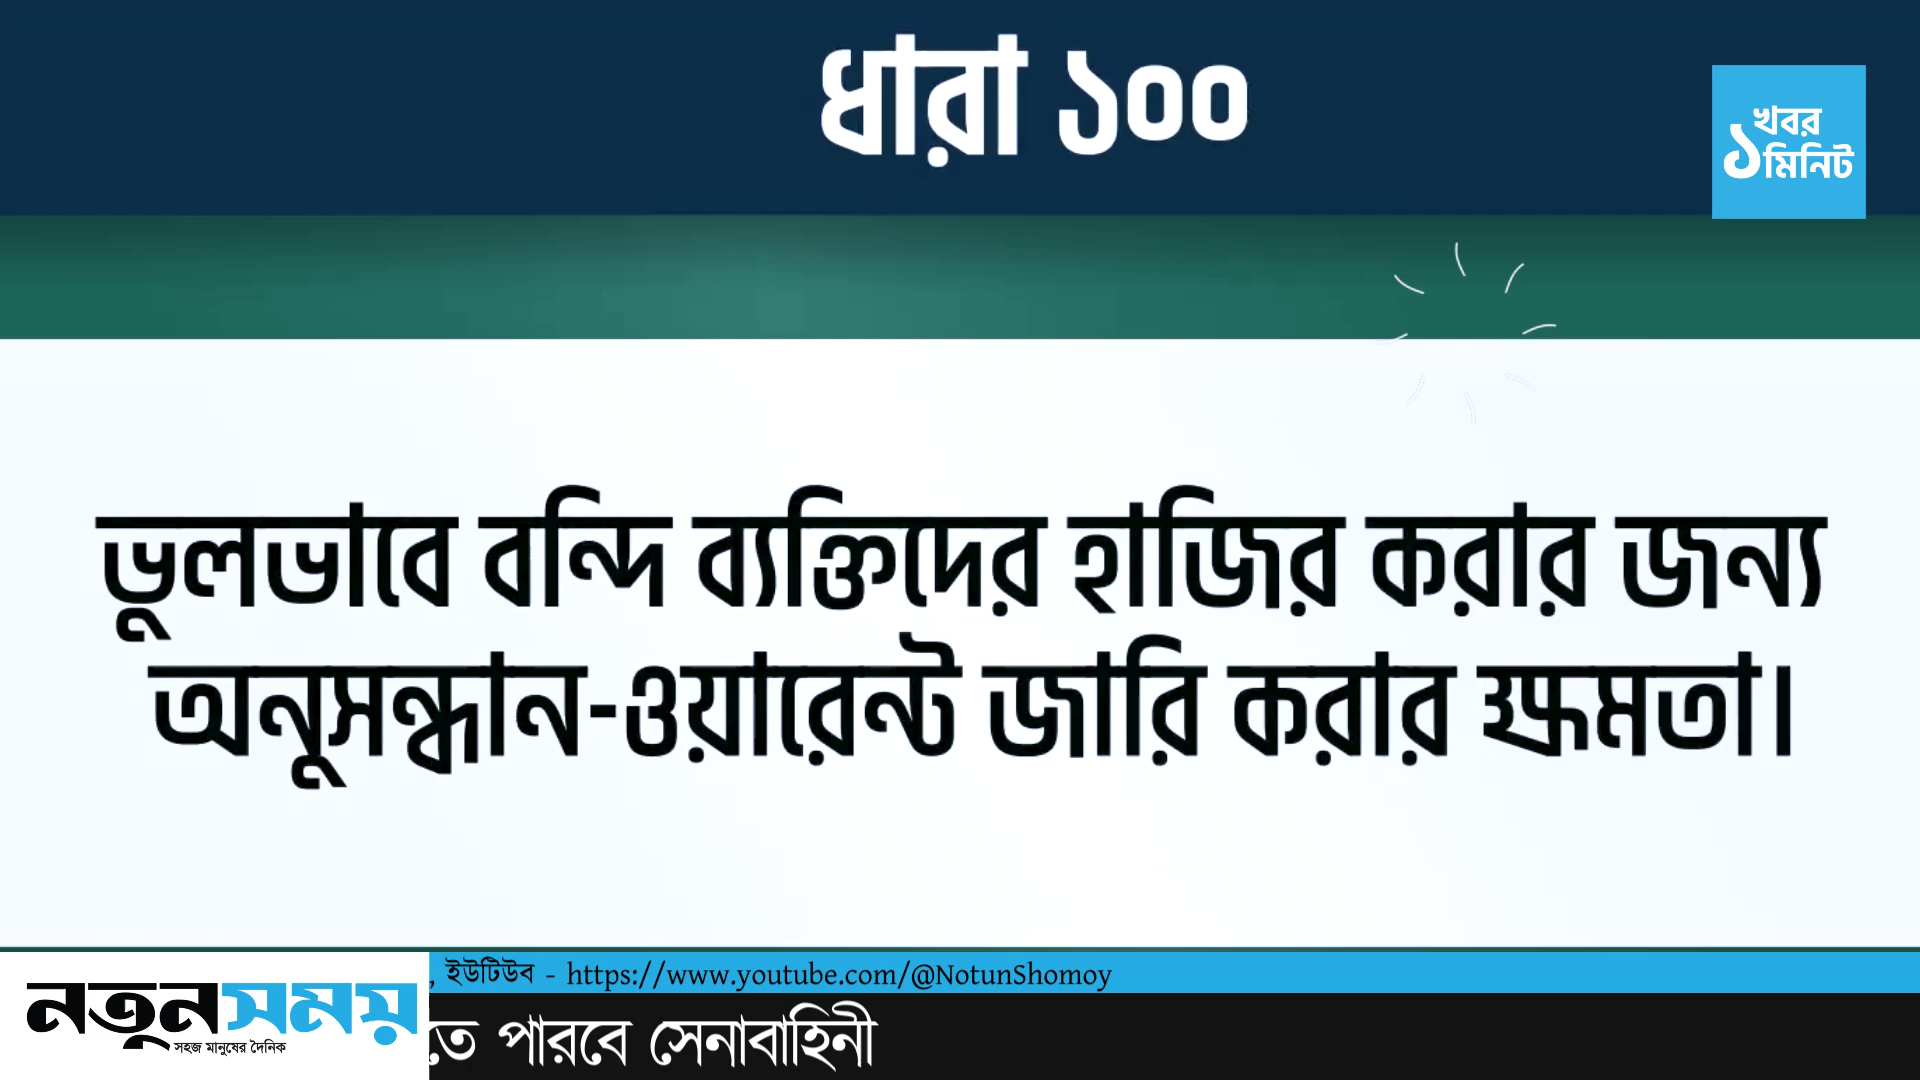 ধারা ১০০
খবর
১ মিনিট
ভুলভাবে বন্দি ব্যক্তিদের হাজির করার জন্য
অনুসন্ধান-ওয়ারেন্ট জারি করার ক্ষমতা।
, ইউটিউব - https://www.youtube.com/@NotunShomoy
নতুনসময়
সহজ মানুষের দৈনিক
তে পারবে সেনাবাহিনী